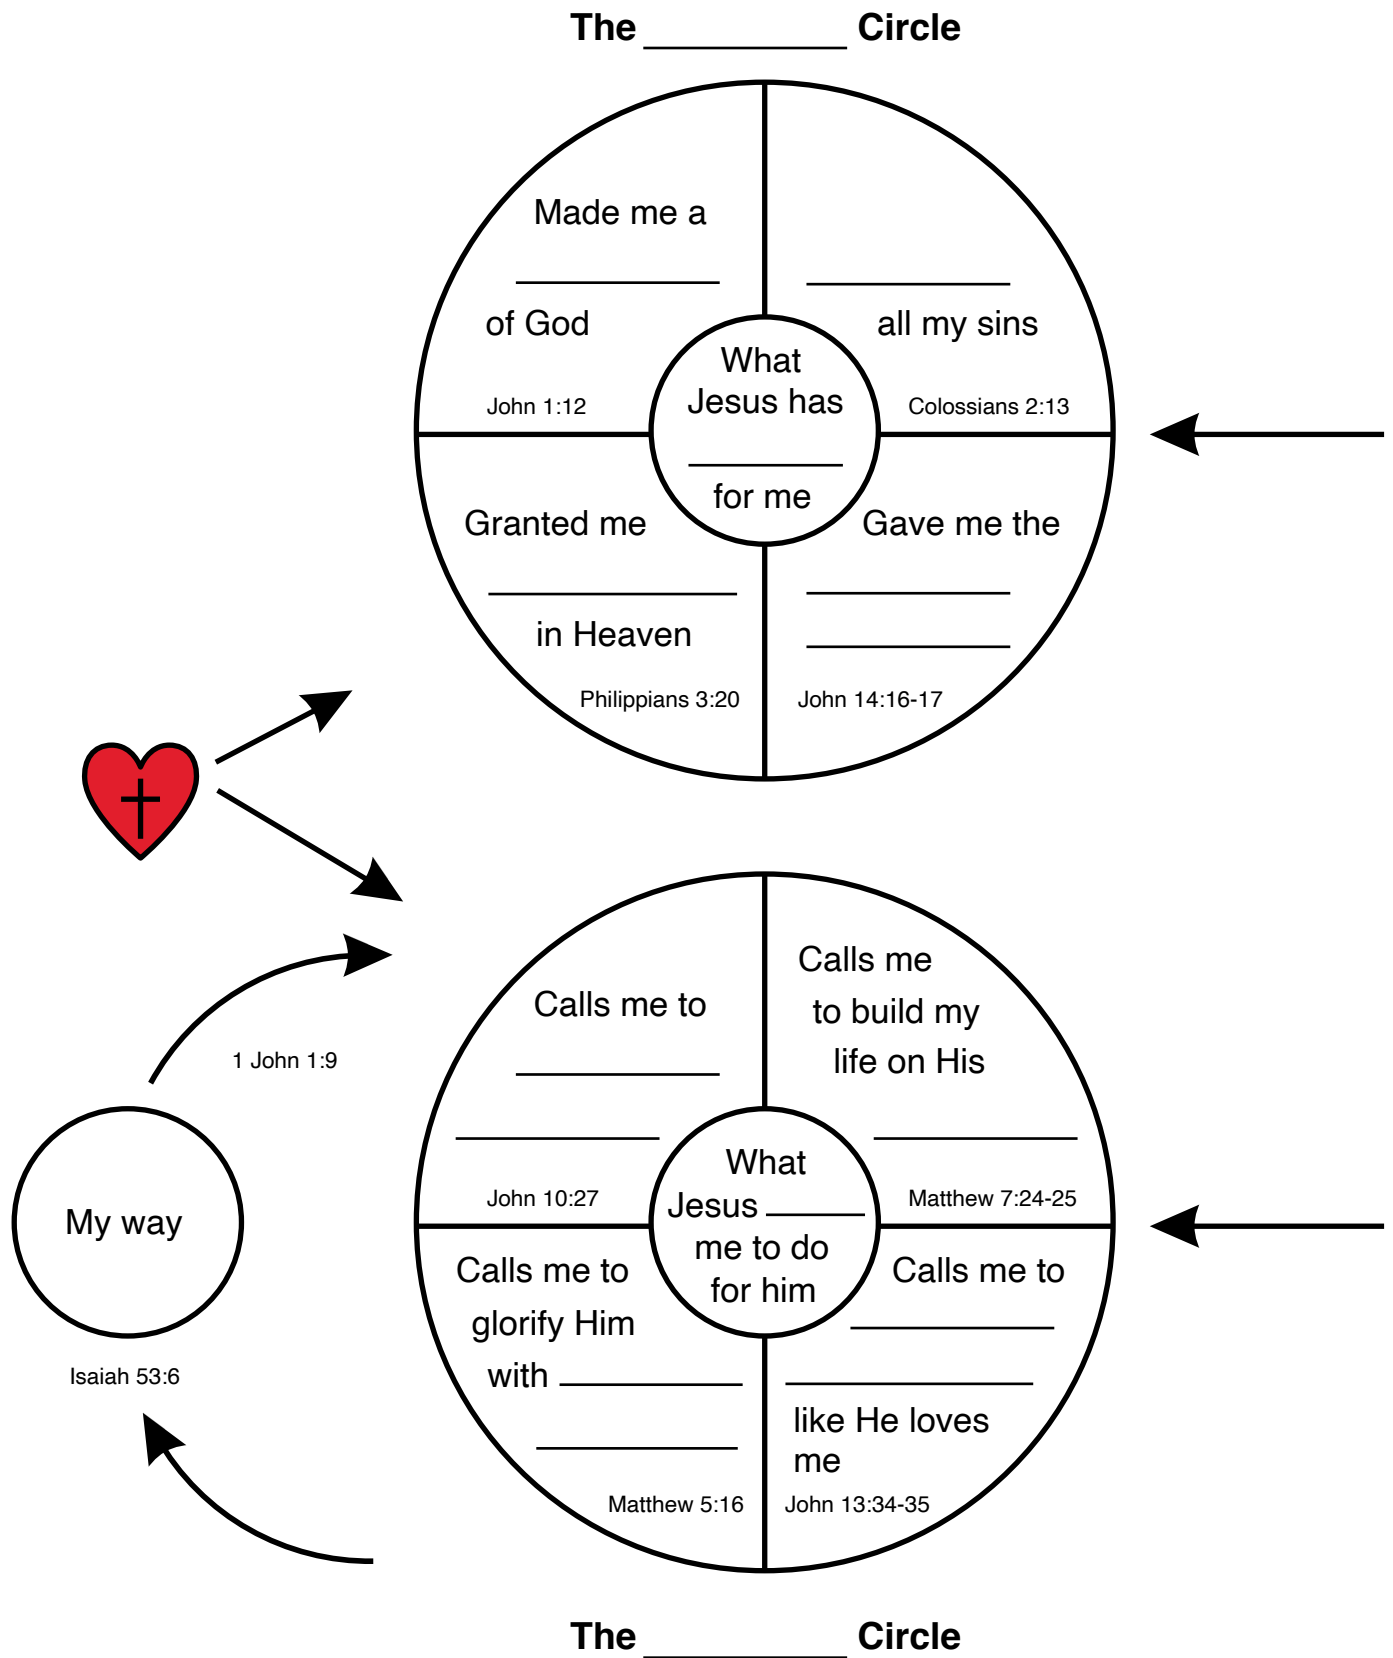 The __________ Circle
Made me a
__________
of God
John 1:12
__________
all my sins
Colossians 2:13
What
Jesus has
__________
for me
Granted me
__________
in Heaven
Philippians 3:20
Gave me the
__________
__________
John 14:16-17
Calls me to
__________
__________
John 10:27
Calls me
to build my
life on His
__________
Matthew 7:24-25
What
Jesus __________
me to do
for him
Calls me to
glorify Him
with __________
__________
Matthew 5:16
Calls me to
__________
__________
like He loves
me
John 13:34-35
1 John 1:9
My way
Isaiah 53:6
The __________ Circle